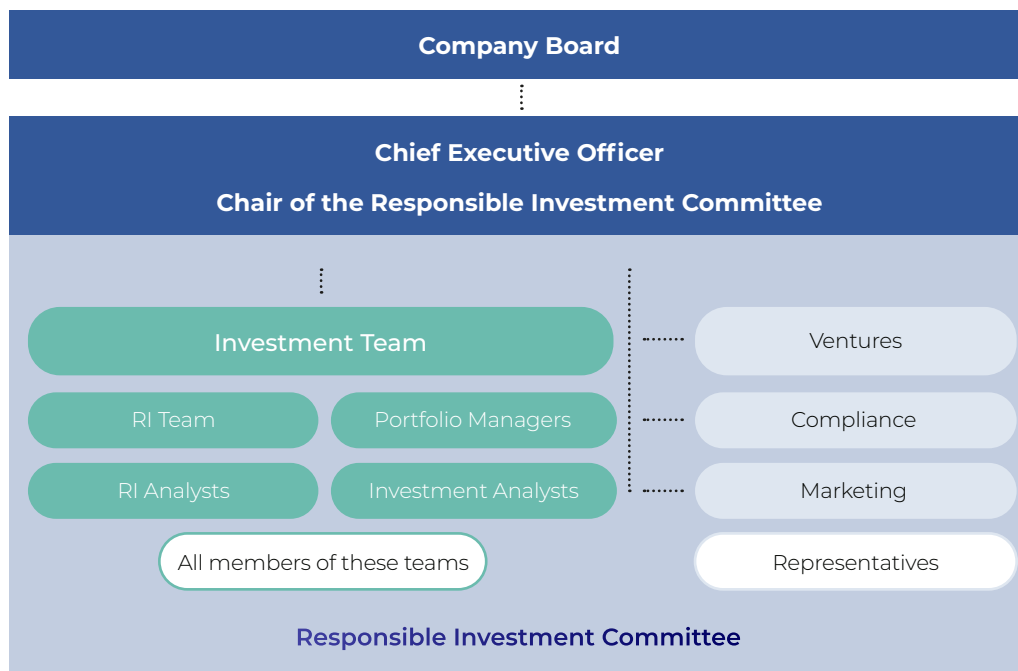 Company Board
Chief Executive Officer
Chair of the Responsible Investment Committee
Investment Team
Ventures
RI Team
Portfolio Managers
Compliance
RI Analysts
Investment Analysts
Marketing
All members of these teams
Representatives
Responsible Investment Committee